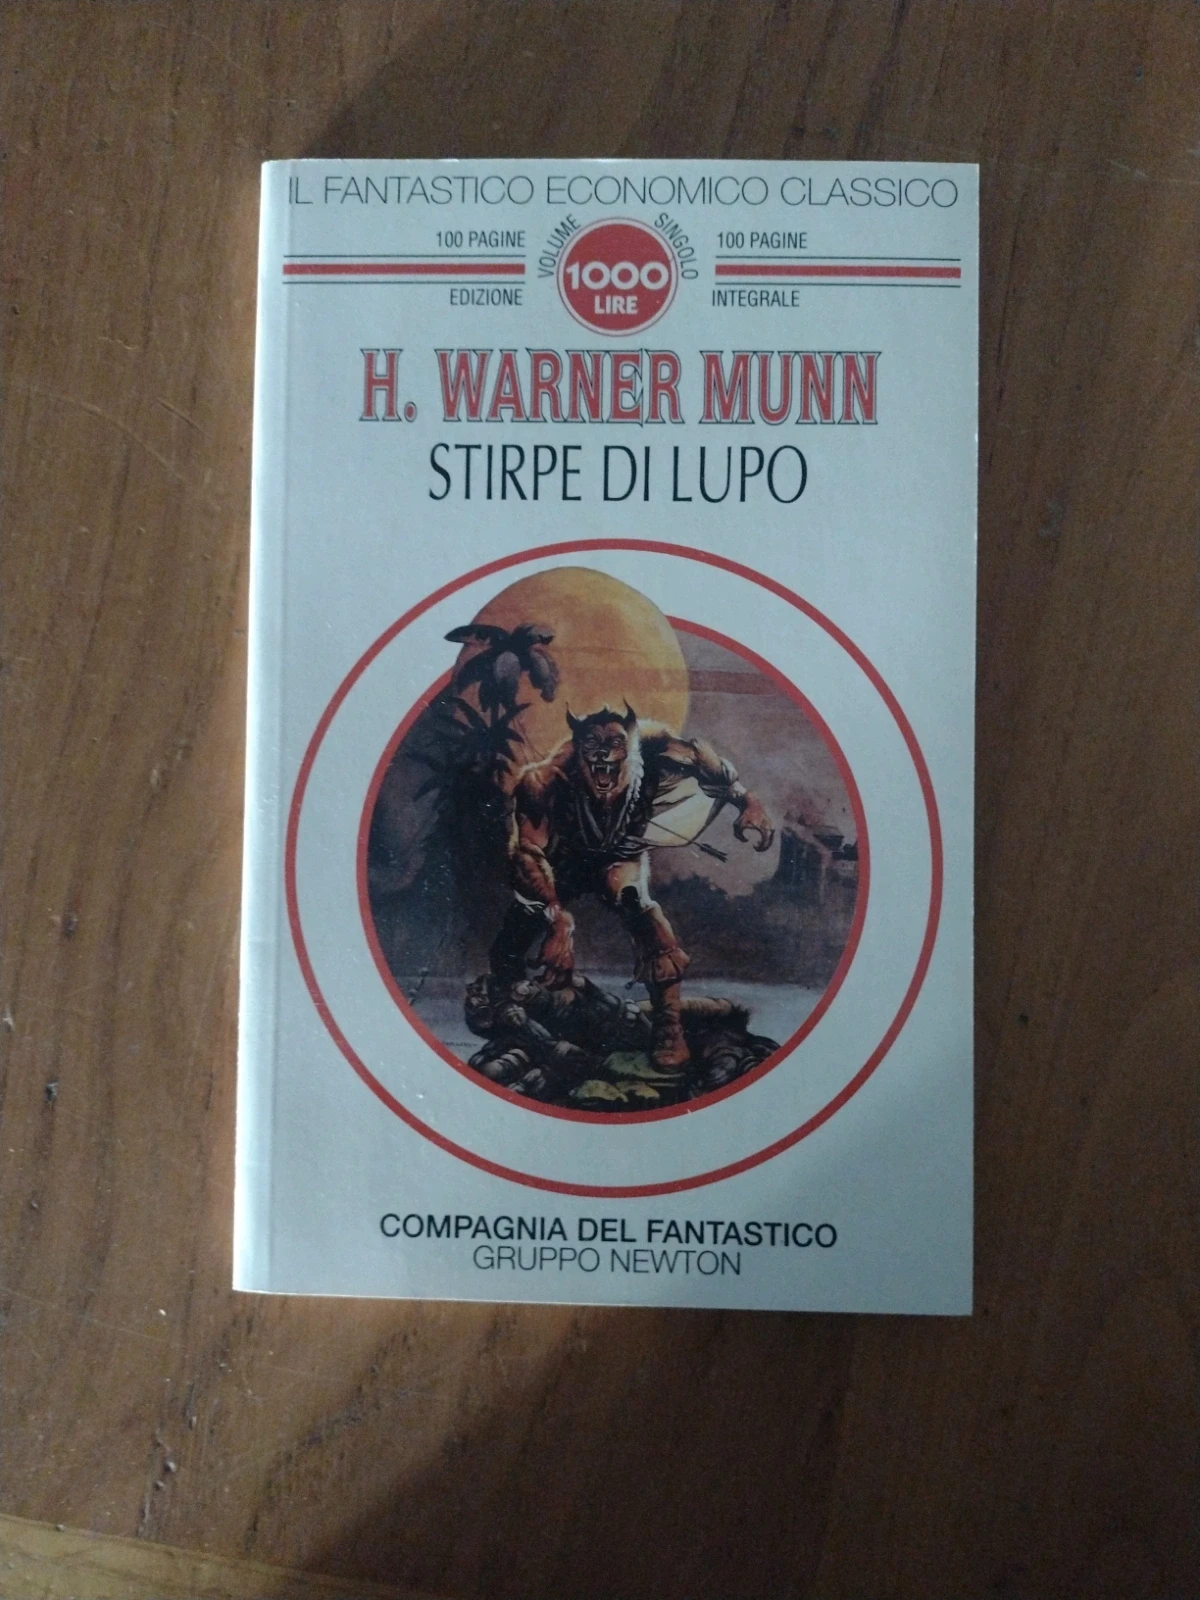 IL FANTASTICO ECONOMICO CLASSICO
VOLUME SINGOLO
100 PAGINE
100 PAGINE
1000
LIRE
EDIZIONE
INTEGRALE
H. WARNER MUNN
STIRPE DI LUPO
COMPAGNIA DEL FANTASTICO
GRUPPO NEWTON